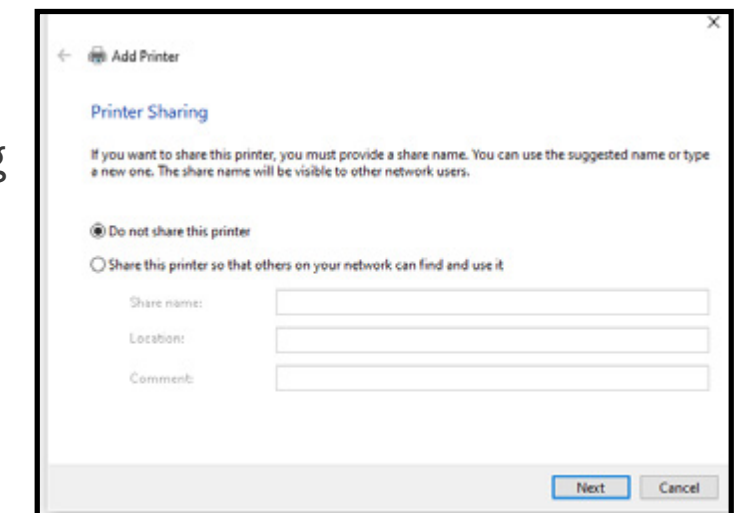 Add Printer
Printer Sharing
If you want to share this printer, you must provide a share name. You can use the suggested name or type
a new one. The share name will be visible to other network users.
g
Do not share this printer
Share this printer so that others on your network can find and use it
Share name:
Location:
Comment:
Next Cancel